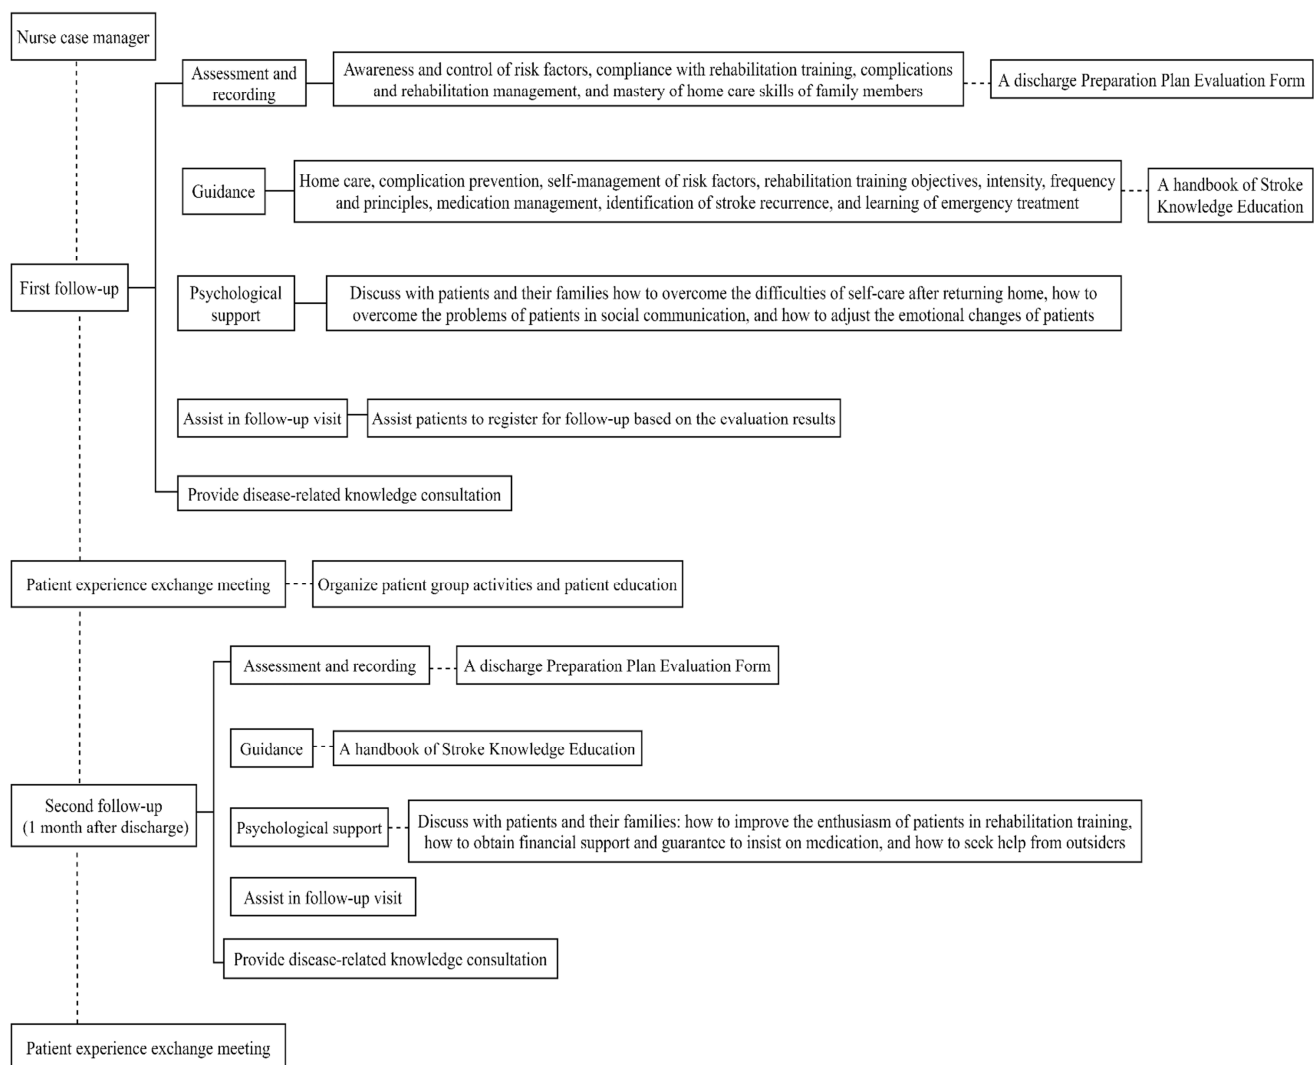 Nurse case manager
Assessment and
recording
Awareness and control of risk factors, compliance with rehabilitation training, complications
and rehabilitation management, and mastery of home care skills of family members
A discharge Preparation Plan Evaluation Form
Guidance
Home care, complication prevention, self-management of risk factors, rehabilitation training objectives, intensity, frequency
and principles, medication management, identification of stroke recurrence, and learning of emergency treatment
A handbook of Stroke
Knowledge Education
First follow-up
Psychological
support
Discuss with patients and their families how to overcome the difficulties of self-care after returning home, how to
overcome the problems of patients in social communication, and how to adjust the emotional changes of patients
Assist in follow-up visit
Assist patients to register for follow-up based on the evaluation results
Provide disease-related knowledge consultation
Patient experience exchange meeting
Organize patient group activities and patient education
Assessment and recording
A discharge Preparation Plan Evaluation Form
Guidance
A handbook of Stroke Knowledge Education
Second follow-up
(1 month after discharge)
Psychological support
Discuss with patients and their families: how to improve the enthusiasm of patients in rehabilitation training,
how to obtain financial support and guarantee to insist on medication, and how to seek help from outsiders
Assist in follow-up visit
Provide disease-related knowledge consultation
Patient experience exchange meeting